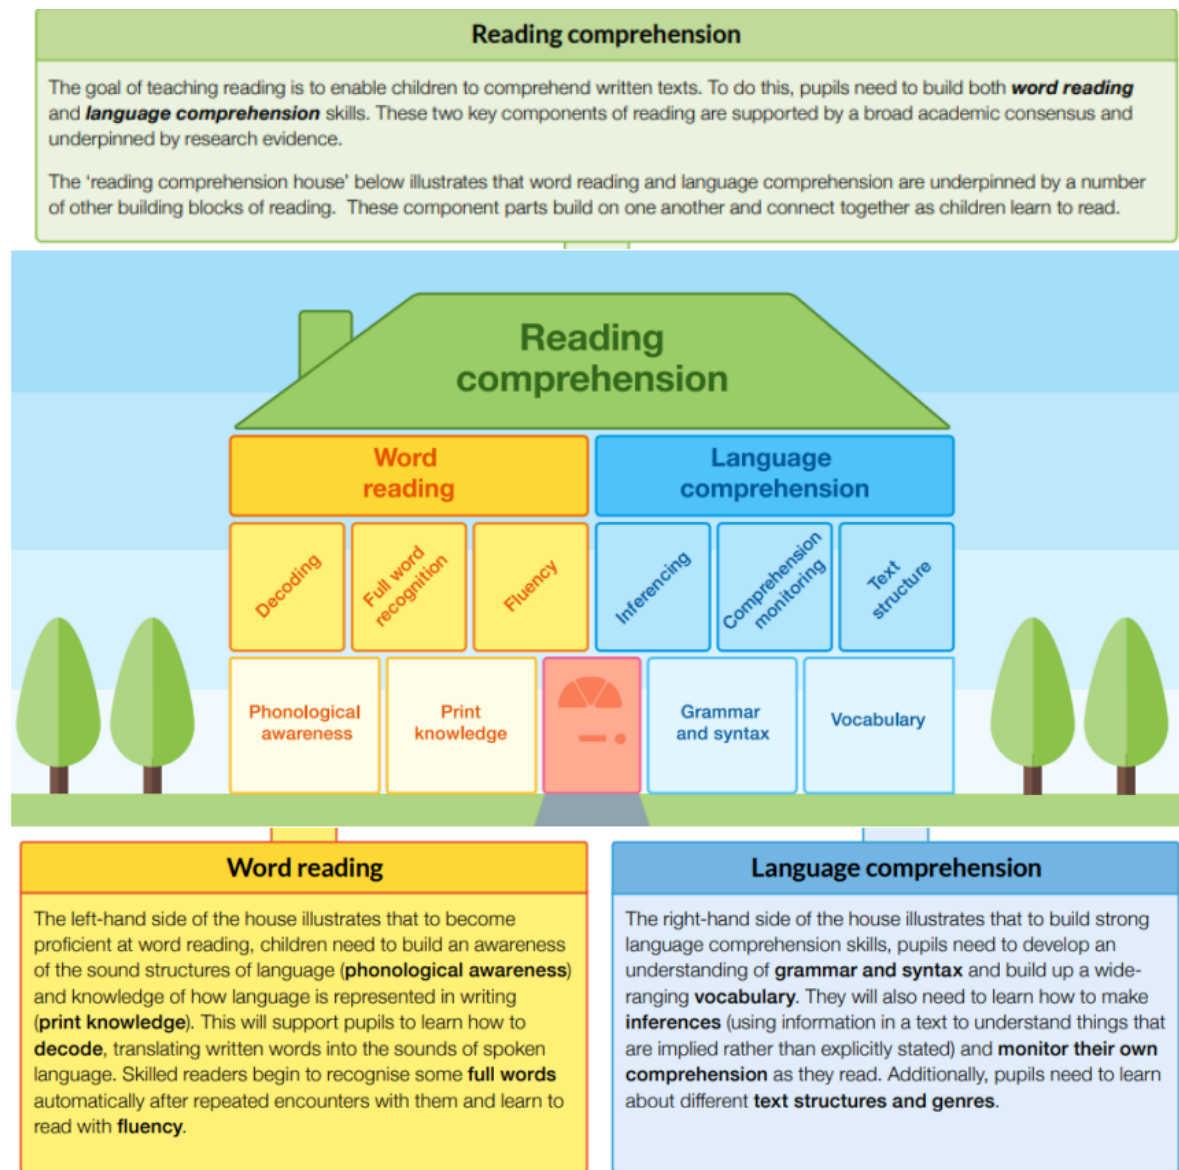 Reading comprehension
The goal of teaching reading is to enable children to comprehend written texts. To do this, pupils need to build both word reading
and language comprehension skills. These two key components of reading are supported by a broad academic consensus and
underpinned by research evidence.
The ‘reading comprehension house’ below illustrates that word reading and language comprehension are underpinned by a number
of other building blocks of reading. These component parts build on one another and connect together as children learn to read.
Reading
comprehension
Word
reading
Language
comprehension
Decoding
Full word
recognition
Fluency
Inferencing
Comprehension
monitoring
Text
structure
Phonological
awareness
Print
knowledge
Grammar
and syntax
Vocabulary
Word reading
The left-hand side of the house illustrates that to become
proficient at word reading, children need to build an awareness
of the sound structures of language (phonological awareness)
and knowledge of how language is represented in writing
(print knowledge). This will support pupils to learn how to
decode, translating written words into the sounds of spoken
language. Skilled readers begin to recognise some full words
automatically after repeated encounters with them and learn to
read with fluency.
Language comprehension
The right-hand side of the house illustrates that to build strong
language comprehension skills, pupils need to develop an
understanding of grammar and syntax and build up a wide-
ranging vocabulary. They will also need to learn how to make
inferences (using information in a text to understand things that
are implied rather than explicitly stated) and monitor their own
comprehension as they read. Additionally, pupils need to learn
about different text structures and genres.